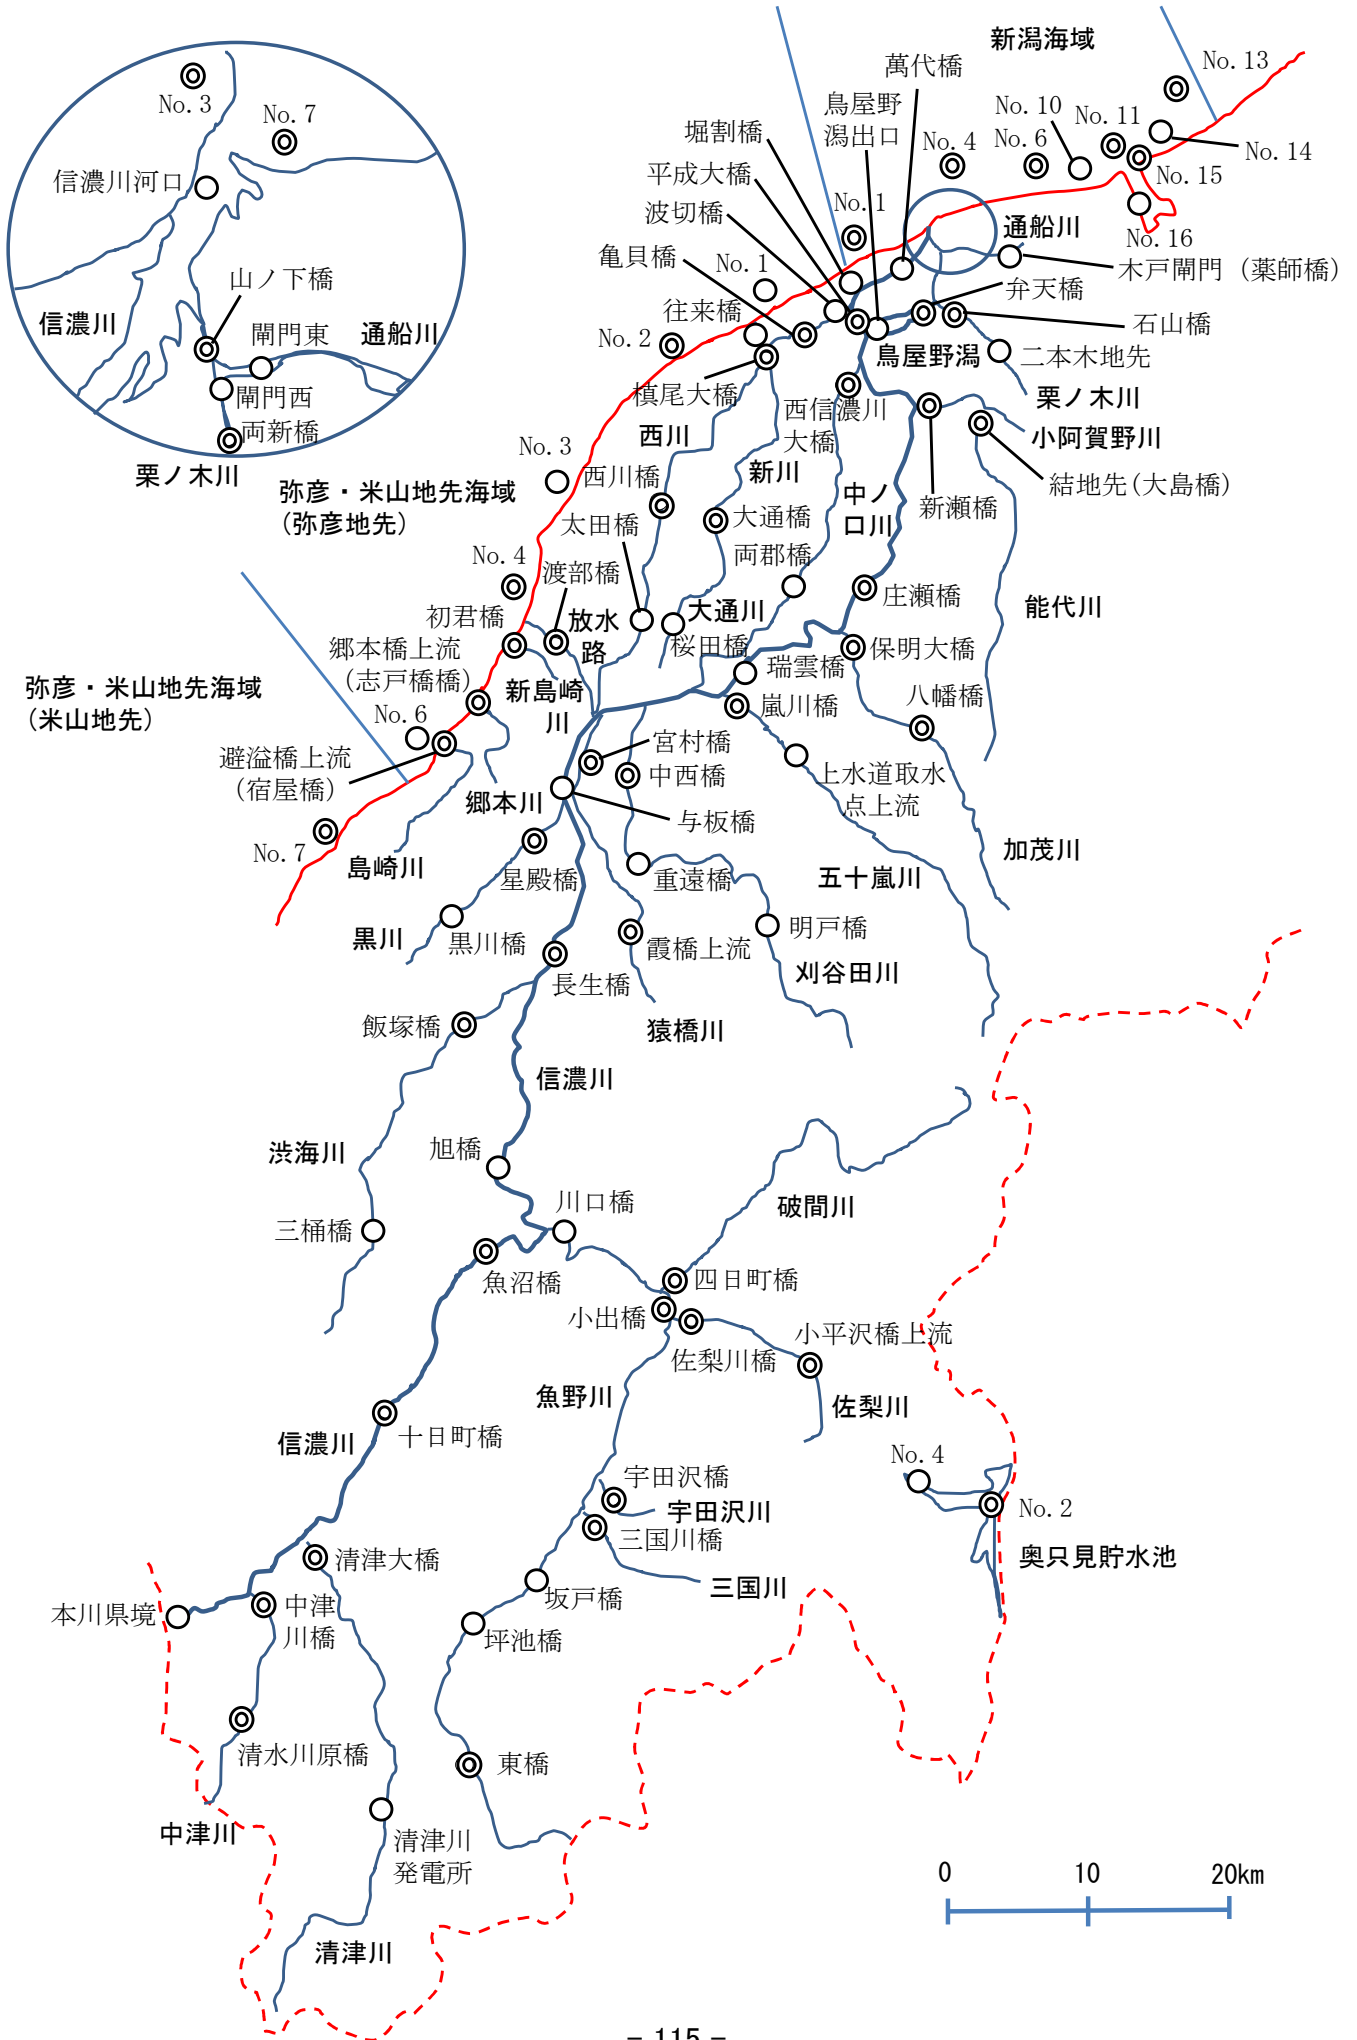 新潟海域
No.3
No.7
信濃川河口
山ノ下橋
信濃川
閘門東
通船川
閘門西
両新橋
栗ノ木川
萬代橋
No.13
鳥屋野
潟出口
No.10
No.11
堀割橋
No.4
No.6
No.14
平成大橋
No.15
波切橋
No.1
No.16
通船川
亀貝橋
No.1
木戸閘門（薬師橋）
弁天橋
往来橋
石山橋
No.2
鳥屋野潟
二本木地先
槙尾大橋
西信濃川
大橋
栗ノ木川
西川
小阿賀野川
No.3
西川橋
新川
結地先(大島橋)
弥彦・米山地先海域
(弥彦地先)
中ノ
口川
新瀬橋
太田橋
大通橋
No.4
渡部橋
両郡橋
庄瀬橋
初君橋
放水
路
大通川
能代川
郷本橋上流
(志戸橋橋)
桜田橋
保明大橋
瑞雲橋
弥彦・米山地先海域
(米山地先)
新島崎
川
嵐川橋
八幡橋
No.6
宮村橋
避溢橋上流
(宿屋橋)
中西橋
上水道取水
点上流
郷本川
与板橋
No.7
島崎川
星殿橋
重遠橋
五十嵐川
加茂川
黒川
黒川橋
霞橋上流
明戸橋
長生橋
刈谷田川
飯塚橋
猿橋川
信濃川
渋海川
旭橋
三桶橋
川口橋
破間川
魚沼橋
四日町橋
小出橋
小平沢橋上流
佐梨川橋
魚野川
佐梨川
信濃川
十日町橋
No.4
宇田沢橋
宇田沢川
No.2
三国川橋
清津大橋
奥只見貯水池
三国川
本川県境
中津
川橋
坂戸橋
坪池橋
清水川原橋
東橋
中津川
清津川
発電所
0 10 20km
清津川
- 115 -